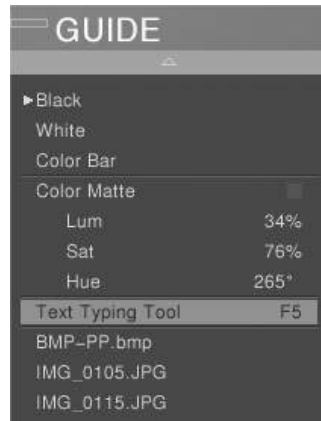 GUIDE
Black
White
Color Bar
Color Matte
Lum 34%
Sat 76%
Hue 265°
Text Typing Tool F5
BMP-PP.bmp
IMG_0105.JPG
IMG_0115.JPG